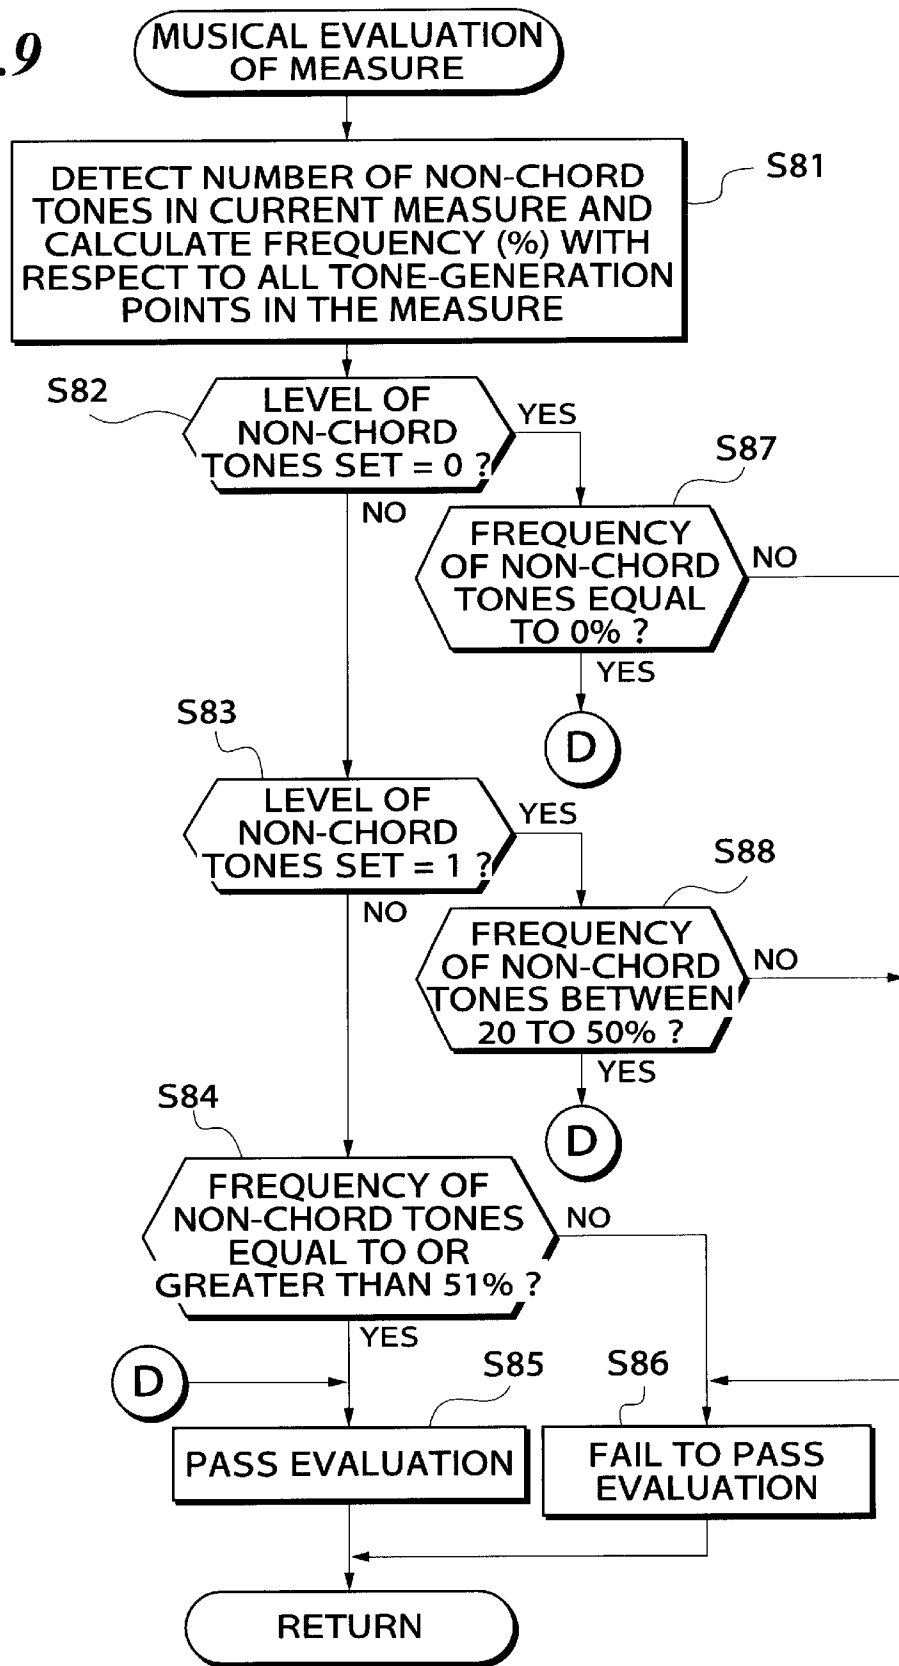 .9
MUSICAL EVALUATION
OF MEASURE
DETECT NUMBER OF NON-CHORD
TONES IN CURRENT MEASURE AND
CALCULATE FREQUENCY (%) WITH
RESPECT TO ALL TONE-GENERATION
POINTS IN THE MEASURE
S81
S82
LEVEL OF
NON-CHORD
TONES SET = 0 ?
YES
NO
S87
FREQUENCY
OF NON-CHORD
TONES EQUAL
TO 0% ?
NO
YES
D
S83
LEVEL OF
NON-CHORD
TONES SET = 1 ?
YES
NO
S88
FREQUENCY
OF NON-CHORD
TONES BETWEEN
20 TO 50% ?
NO
YES
D
S84
FREQUENCY OF
NON-CHORD TONES
EQUAL TO OR
GREATER THAN 51% ?
NO
YES
D
S85
PASS EVALUATION
S86
FAIL TO PASS
EVALUATION
RETURN